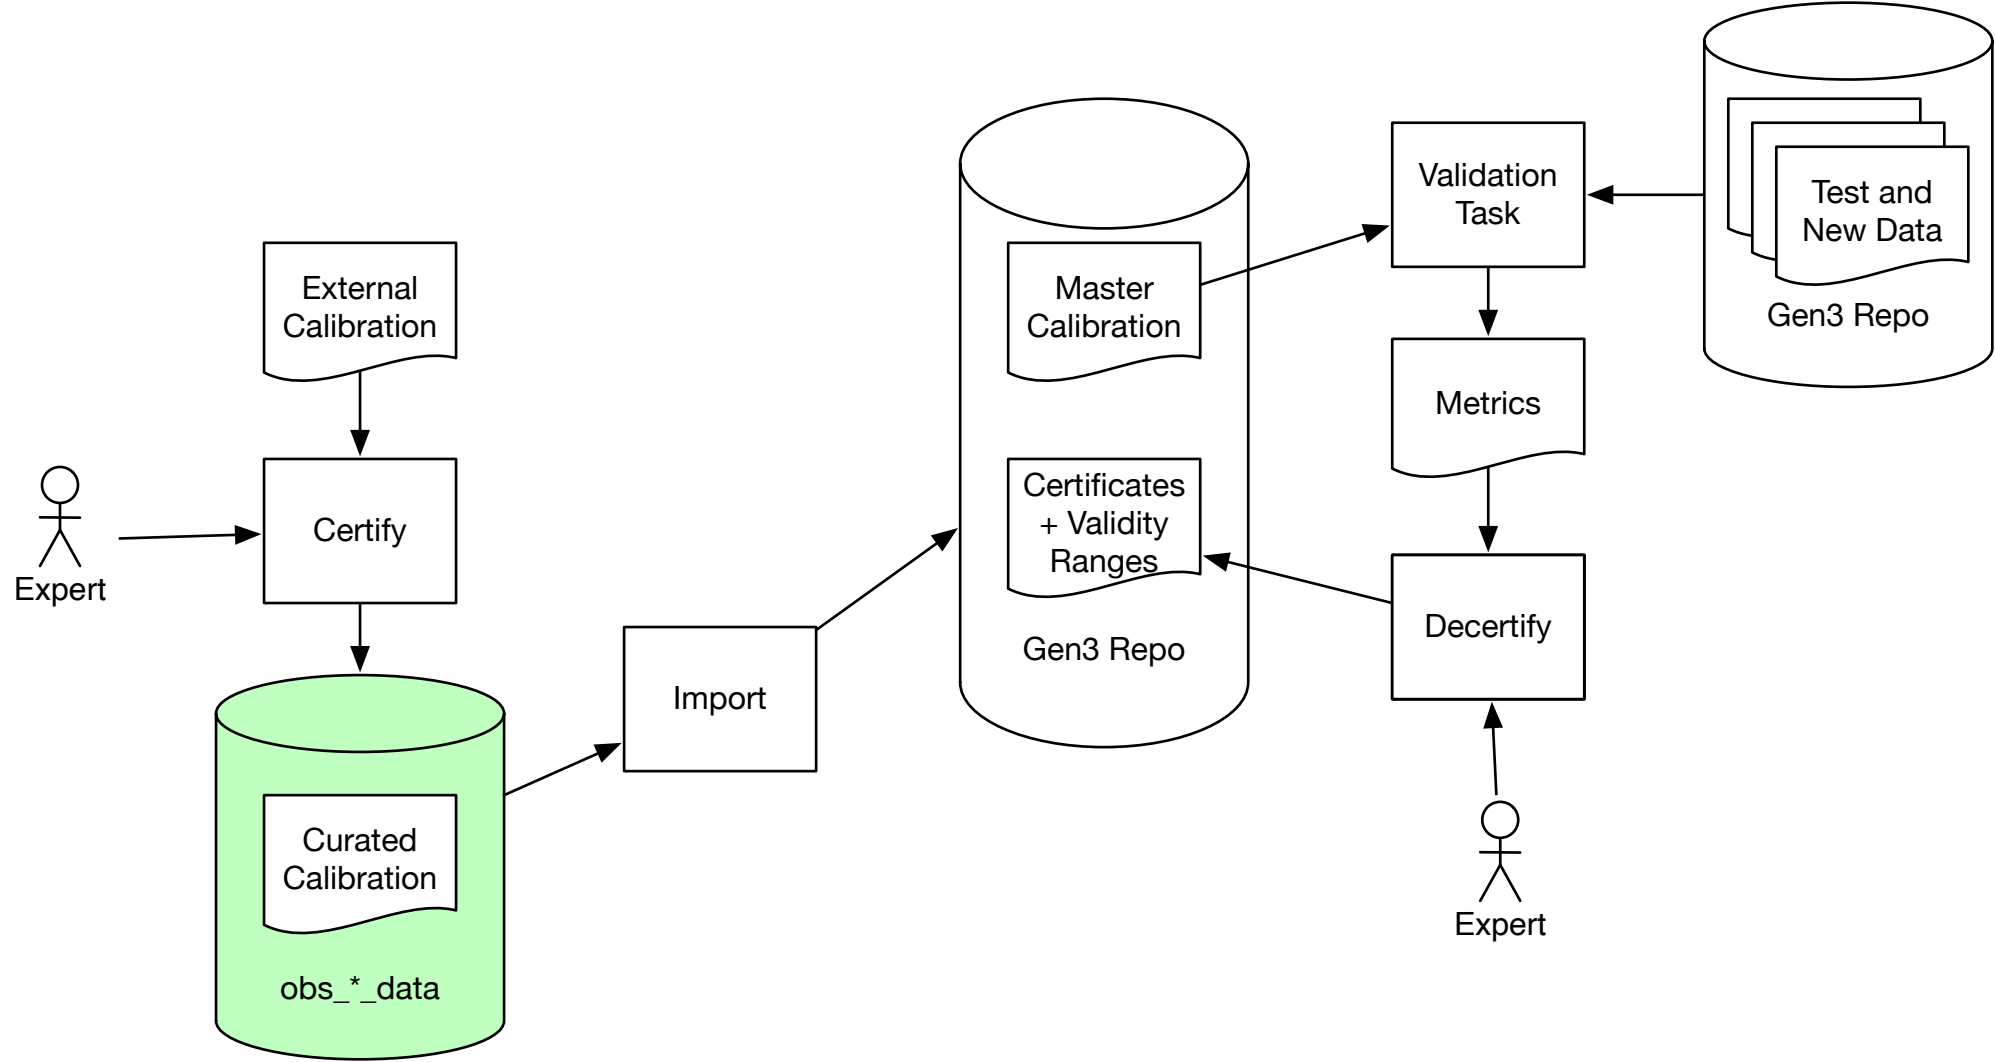 External
Calibration
Expert
Certify
Curated
Calibration
obs_*_data
Import
Master
Calibration
Certificates
+ Validity
Ranges
Gen3 Repo
Validation
Task
Metrics
Decertify
Expert
Test and
New Data
Gen3 Repo